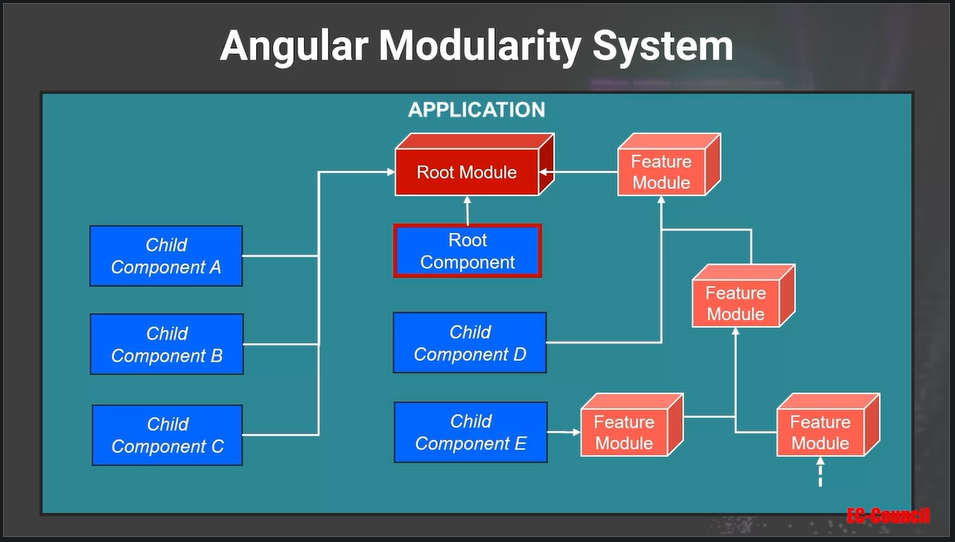 Angular Modularity System
APPLICATION
Root Module
Feature
Module
Root
Component
Child
Component A
Feature
Module
Child
Component B
Child
Component D
Child
Component C
Child
Component E
Feature
Module
Feature
Module
EC-Council